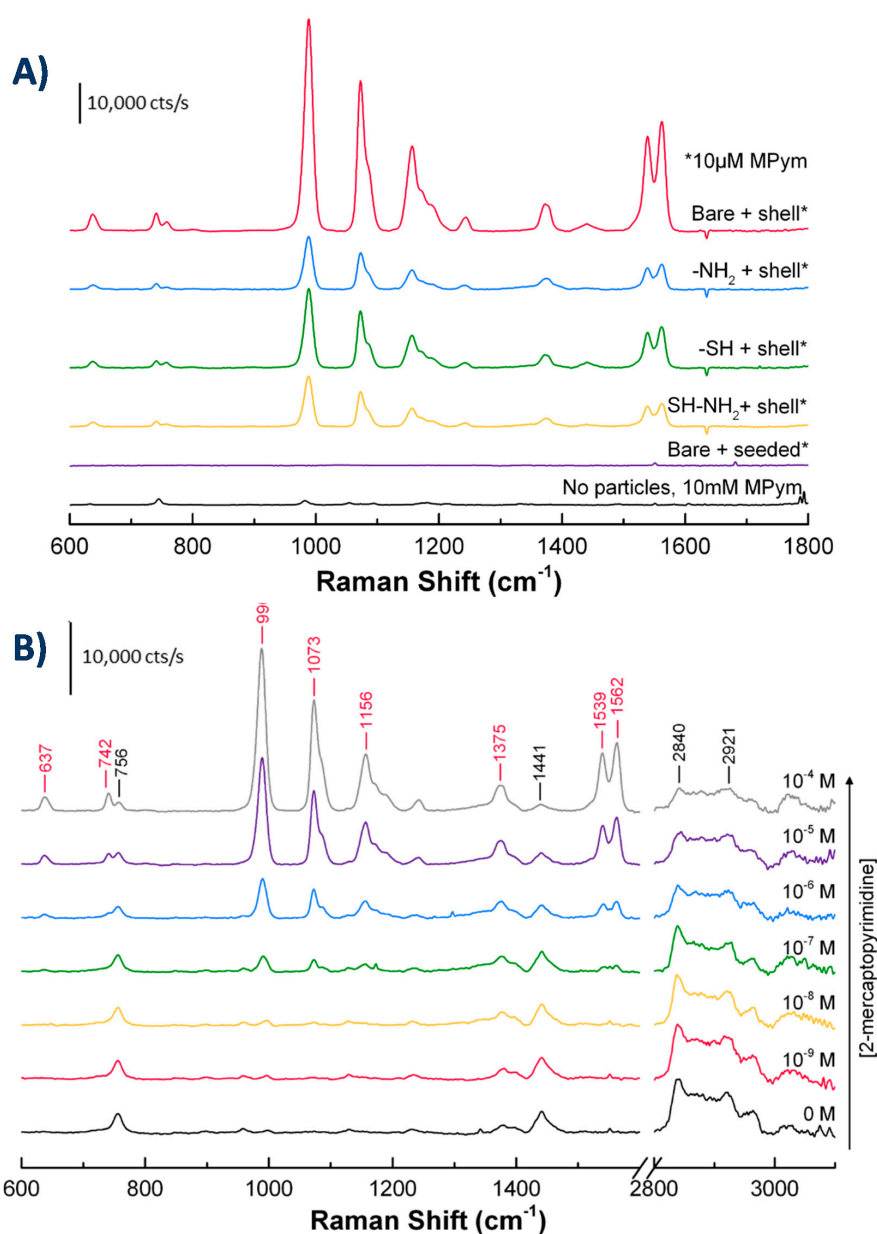 A)
10,000 cts/s
*10µM MPym
Bare + shell*
-NH₂ + shell*
-SH + shell*
SH-NH₂+ shell*
Bare + seeded*
No particles, 10mM MPym
600 800 1000 1200 1400 1600 1800
Raman Shift (cm⁻¹)
B)
10,000 cts/s
637
742
756
99
1073
1156
1375
1441
1539
1562
2840
2921
10⁻⁴ M
10⁻⁵ M
10⁻⁶ M
10⁻⁷ M
10⁻⁸ M
10⁻⁹ M
0 M
[2-mercaptopyrimidine]
600 800 1000 1200 1400 2800 3000
Raman Shift (cm⁻¹)